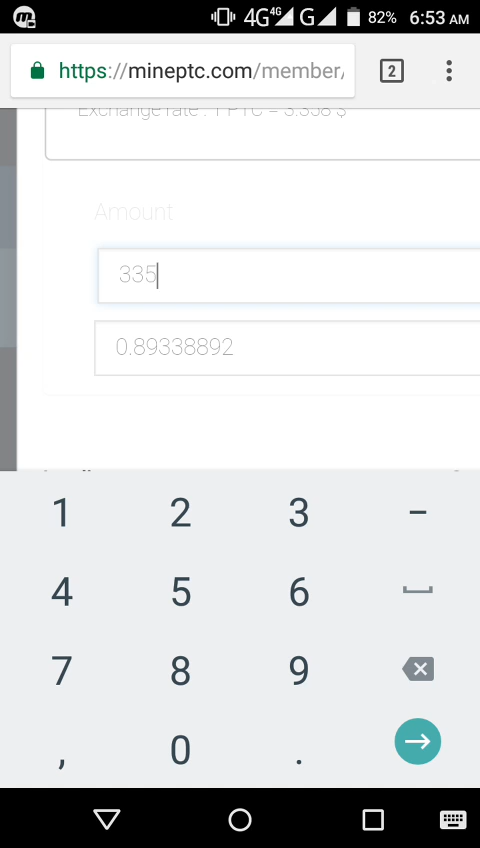 4G 4G G 82% 6:53 AM
https://mineptc.com/member/
2
Exchange rate : 1 PTC = 3.358 $
Amount
335
0.89338892
1 2 3 -
4 5 6
7 8 9
, 0 .